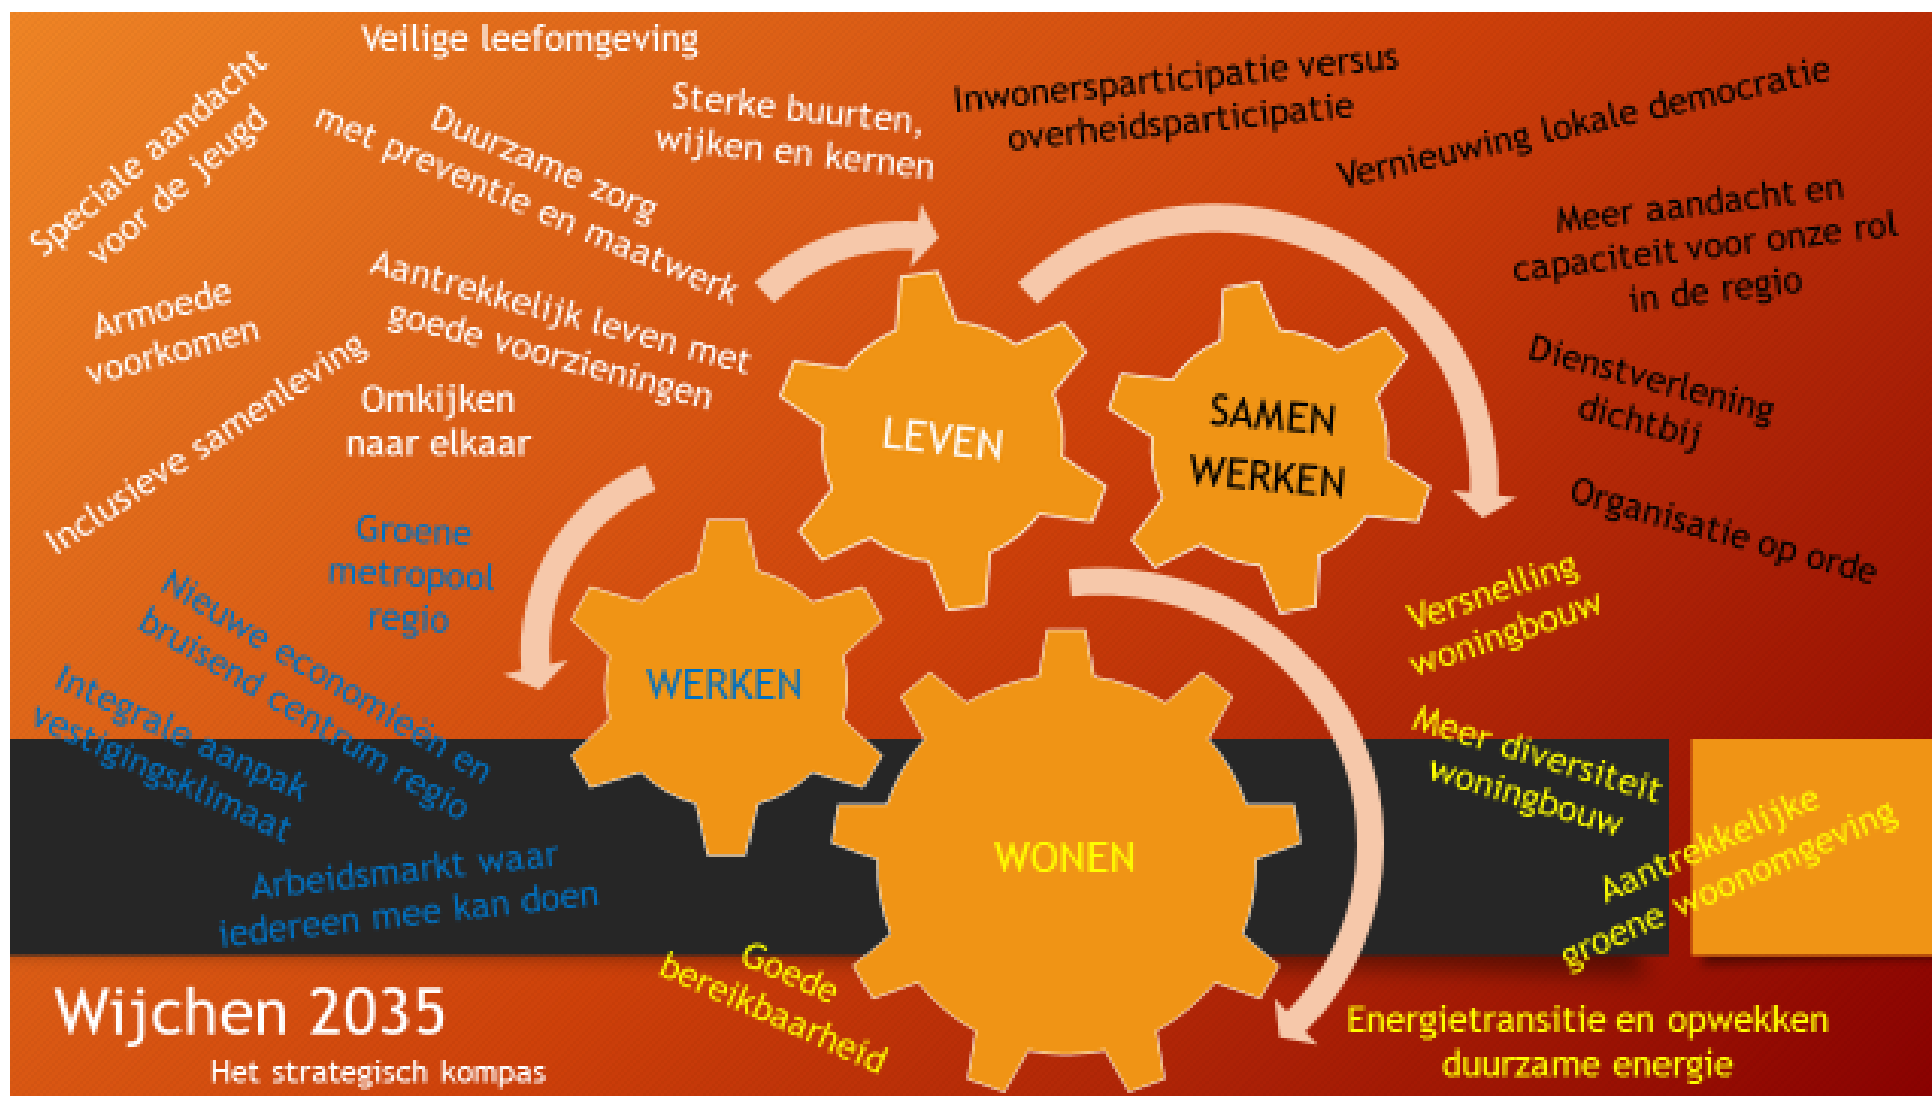 Veilige leefomgeving
Speciale aandacht
voor de jeugd
Duurzame zorg
met preventie en maatwerk
Sterke buurten,
wijken en kernen
Armoede
voorkomen
Aantrekkelijk leven met
goede voorzieningen
Inclusieve samenleving
Omkijken
naar elkaar
Inwonersparticipatie versus
overheidsparticipatie
Vernieuwing lokale democratie
Meer aandacht en
capaciteit voor onze rol
in de regio
Dienstverlening
dichtbij
Organisatie op orde
LEVEN
SAMEN
WERKEN
Groene
metropool
regio
Nieuwe economieën en
bruisend centrum regio
Integrale aanpak
vestigingsklimaat
Arbeidsmarkt waar
iedereen mee kan doen
WERKEN
WONEN
Versnelling
woningbouw
Meer diversiteit
woningbouw
Aantrekkelijke
groene woonomgeving
Goede
bereikbaarheid
Energietransitie en opwekken
duurzame energie
Wijchen 2035
Het strategisch kompas